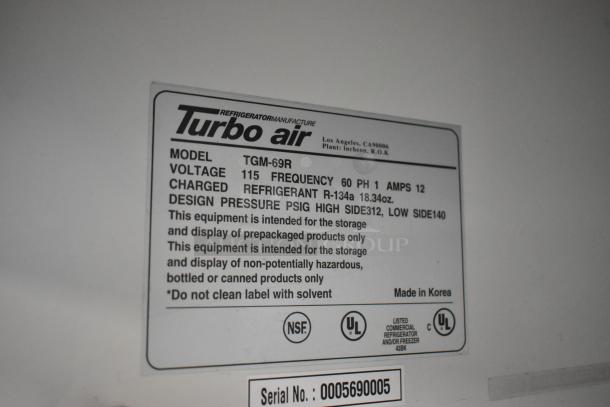 REFRIGERATORMANUFACTURE
Turbo air
Los Angeles, CA90006
Plant: incheon, R.O.K
MODEL TGM-69R
VOLTAGE 115 FREQUENCY 60 PH 1 AMPS 12
CHARGED REFRIGERANT R-134a 18.34oz.
DESIGN PRESSURE PSIG HIGH SIDE312, LOW SIDE140
This equipment is intended for the storage
and display of prepackaged products only
This equipment is intended for the storage
and display of non-potentially hazardous,
bottled or canned products only
*Do not clean label with solvent Made in Korea
NSF UL LISTED
COMMERCIAL
REFRIGERATOR
AND/OR FREEZER
43BK
C UL
Serial No. : 0005690005
GROUP